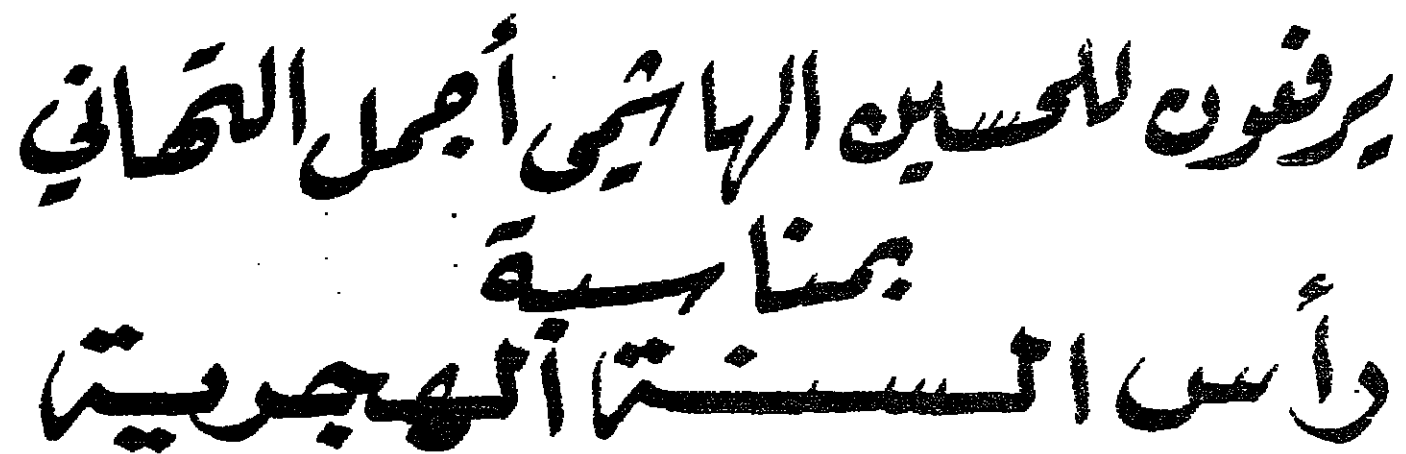 يرفعون للحسين الهاشمي أجمل التهاني
بمناسبة
رأس السنة الهجرية